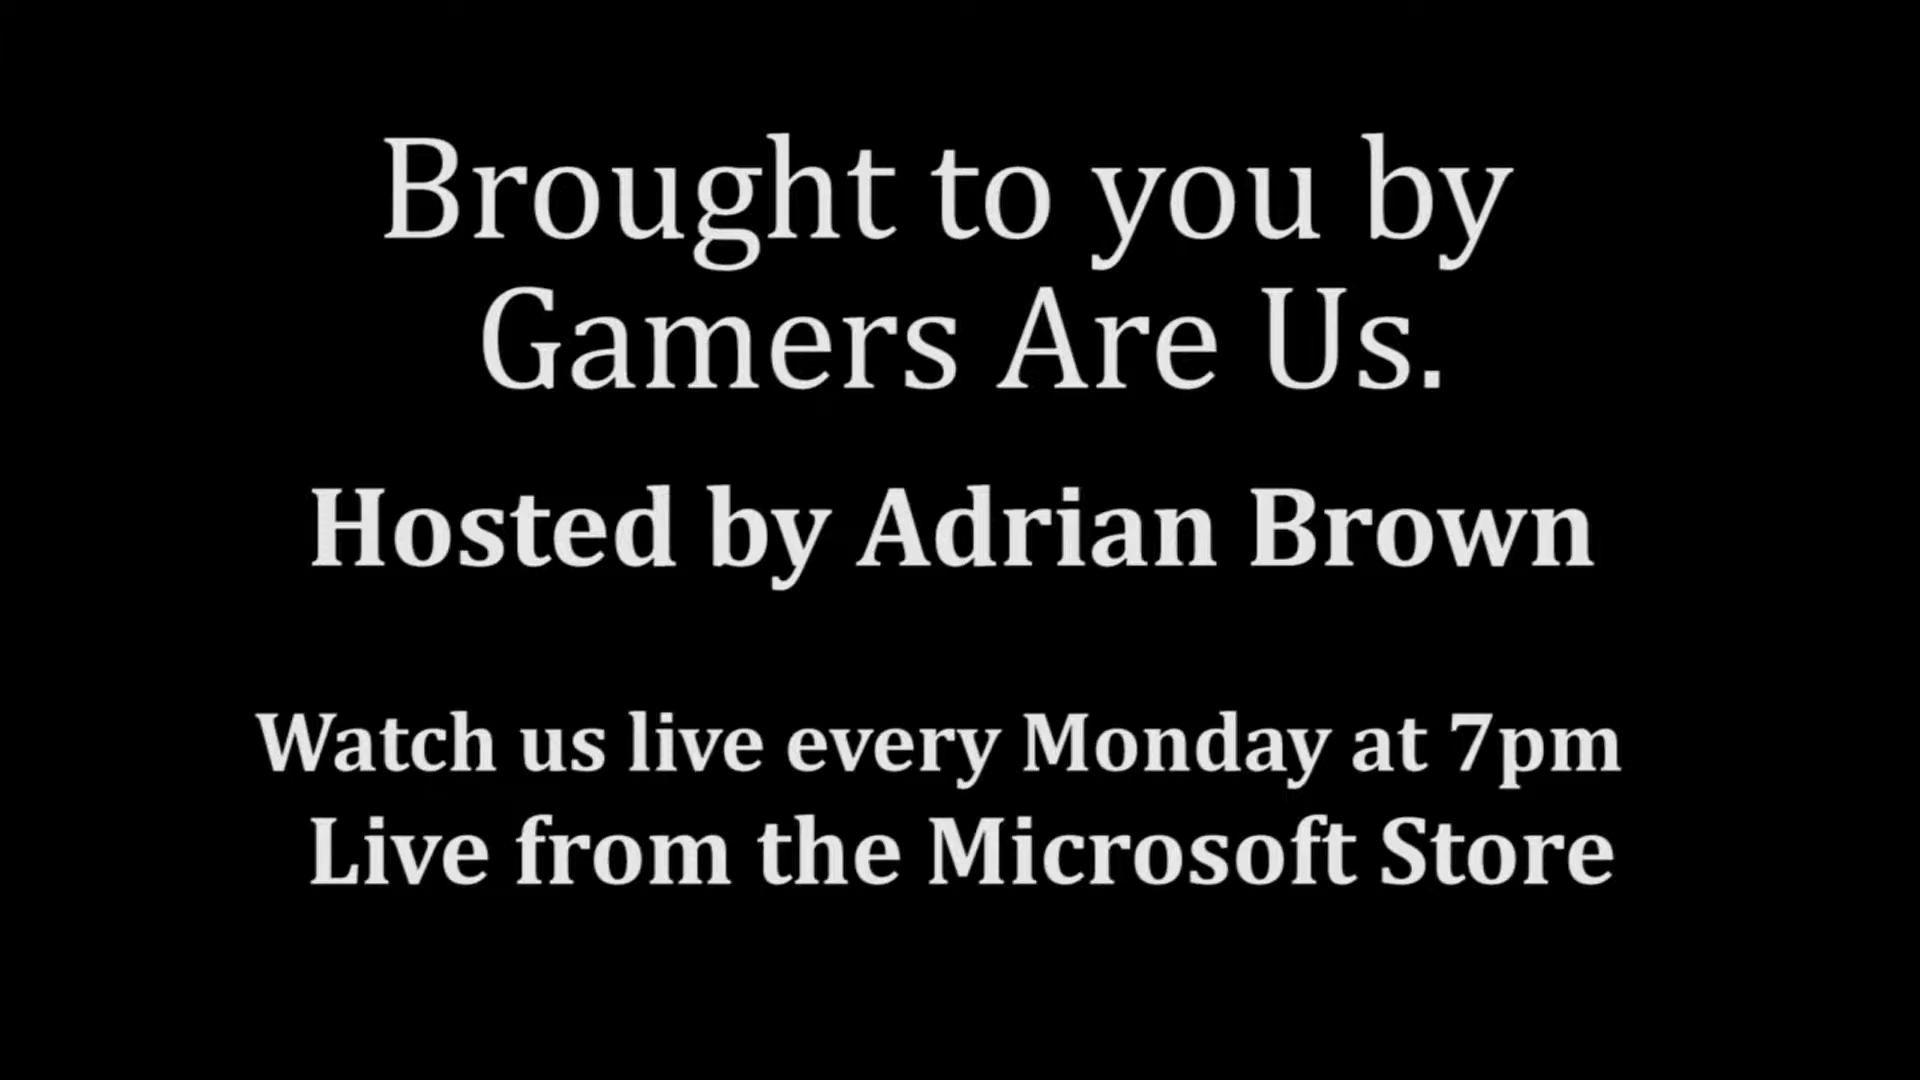 Brought to you by
Gamers Are Us.
Hosted by Adrian Brown
Watch us live every Monday at 7pm
Live from the Microsoft Store